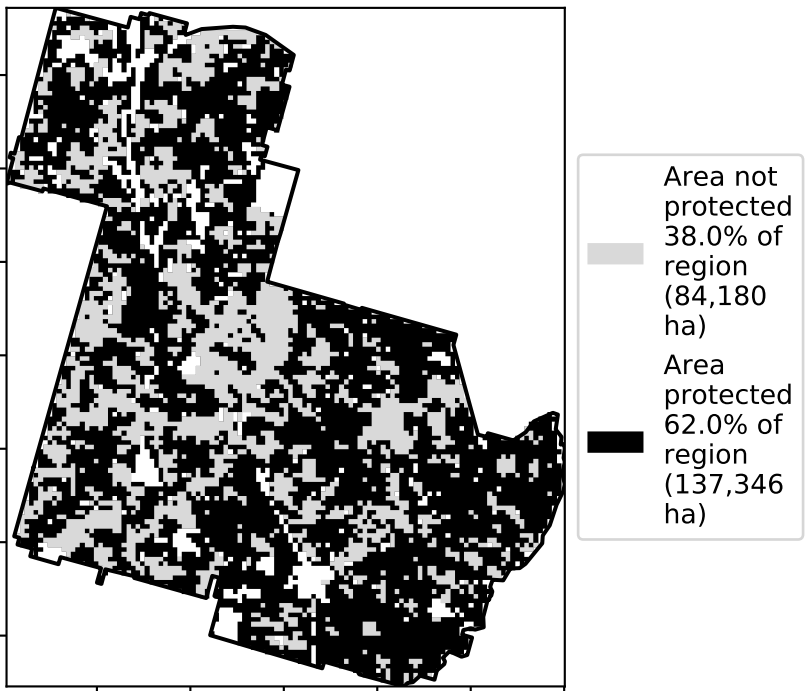 Area not
protected
38.0% of
region
(84,180
ha)
Area
protected
62.0% of
region
(137,346
ha)